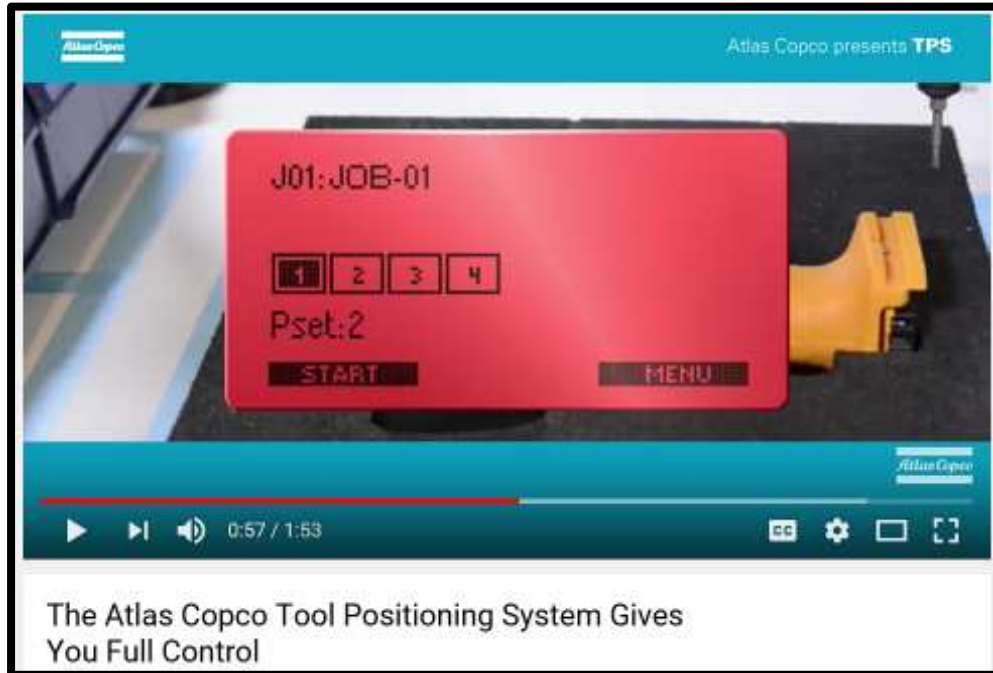 Atlas Copco
Atlas Copco presents TPS
J01:JOB-01
1 2 3 4
Pset:2
START MENU
Atlas Copco
0:57 / 1:53
CC
The Atlas Copco Tool Positioning System Gives
You Full Control